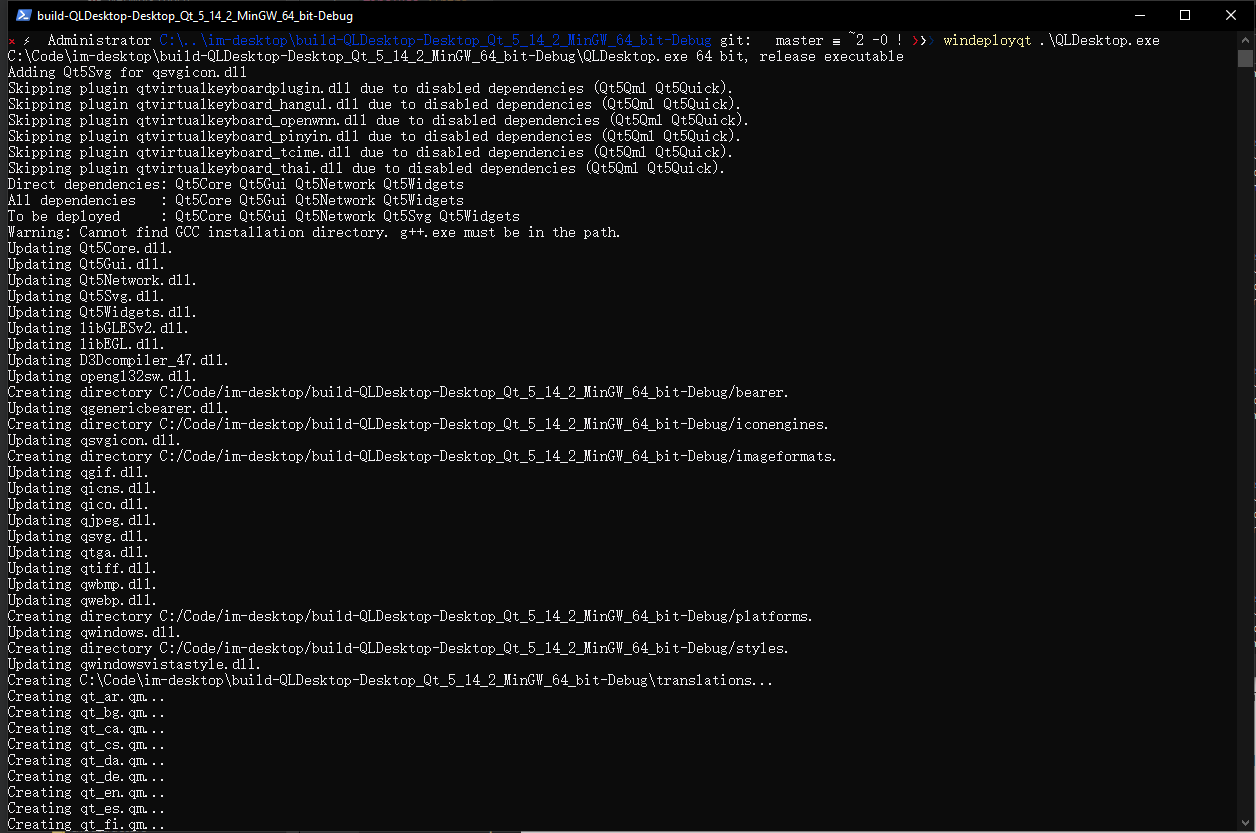 build-QLDesktop-Desktop_Qt_5_14_2_MinGW_64_bit-Debug
× ⚡ Administrator C:\..\im-desktop\build-QLDesktop-Desktop_Qt_5_14_2_MinGW_64_bit-Debug git: master ≡ ~2 -0 ! ❯❯❯ windeployqt .\QLDesktop.exe
C:\Code\im-desktop\build-QLDesktop-Desktop_Qt_5_14_2_MinGW_64_bit-Debug\QLDesktop.exe 64 bit, release executable
Adding Qt5Svg for qsvgicon.dll
Skipping plugin qtvirtualkeyboardplugin.dll due to disabled dependencies (Qt5Qml Qt5Quick).
Skipping plugin qtvirtualkeyboard_hangul.dll due to disabled dependencies (Qt5Qml Qt5Quick).
Skipping plugin qtvirtualkeyboard_openwnn.dll due to disabled dependencies (Qt5Qml Qt5Quick).
Skipping plugin qtvirtualkeyboard_pinyin.dll due to disabled dependencies (Qt5Qml Qt5Quick).
Skipping plugin qtvirtualkeyboard_tcime.dll due to disabled dependencies (Qt5Qml Qt5Quick).
Skipping plugin qtvirtualkeyboard_thai.dll due to disabled dependencies (Qt5Qml Qt5Quick).
Direct dependencies: Qt5Core Qt5Gui Qt5Network Qt5Widgets
All dependencies   : Qt5Core Qt5Gui Qt5Network Qt5Widgets
To be deployed     : Qt5Core Qt5Gui Qt5Network Qt5Svg Qt5Widgets
Warning: Cannot find GCC installation directory. g++.exe must be in the path.
Updating Qt5Core.dll.
Updating Qt5Gui.dll.
Updating Qt5Network.dll.
Updating Qt5Svg.dll.
Updating Qt5Widgets.dll.
Updating libGLESv2.dll.
Updating libEGL.dll.
Updating D3Dcompiler_47.dll.
Updating opengl32sw.dll.
Creating directory C:/Code/im-desktop/build-QLDesktop-Desktop_Qt_5_14_2_MinGW_64_bit-Debug/bearer.
Updating qgenericbearer.dll.
Creating directory C:/Code/im-desktop/build-QLDesktop-Desktop_Qt_5_14_2_MinGW_64_bit-Debug/iconengines.
Updating qsvgicon.dll.
Creating directory C:/Code/im-desktop/build-QLDesktop-Desktop_Qt_5_14_2_MinGW_64_bit-Debug/imageformats.
Updating qgif.dll.
Updating qicns.dll.
Updating qico.dll.
Updating qjpeg.dll.
Updating qsvg.dll.
Updating qtga.dll.
Updating qtiff.dll.
Updating qwbmp.dll.
Updating qwebp.dll.
Creating directory C:/Code/im-desktop/build-QLDesktop-Desktop_Qt_5_14_2_MinGW_64_bit-Debug/platforms.
Updating qwindows.dll.
Creating directory C:/Code/im-desktop/build-QLDesktop-Desktop_Qt_5_14_2_MinGW_64_bit-Debug/styles.
Updating qwindowsvistastyle.dll.
Creating C:\Code\im-desktop\build-QLDesktop-Desktop_Qt_5_14_2_MinGW_64_bit-Debug\translations...
Creating qt_ar.qm...
Creating qt_bg.qm...
Creating qt_ca.qm...
Creating qt_cs.qm...
Creating qt_da.qm...
Creating qt_de.qm...
Creating qt_en.qm...
Creating qt_es.qm...
Creating qt_fi.qm...